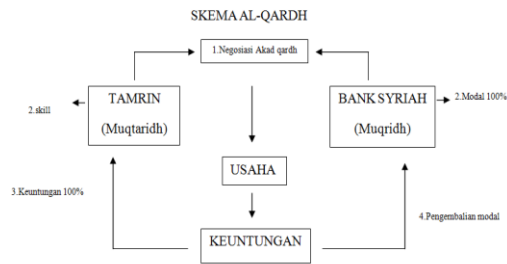 SKEMA AL-QARDH
1.Negosiasi Akad qardh
TAMRIN
(Muqtaridh)
BANK SYRIAH
(Muqridh)
2.skill
2.Modal 100%
USAHA
3.Keuntungan 100%
4.Pengembalian modal
KEUNTUNGAN